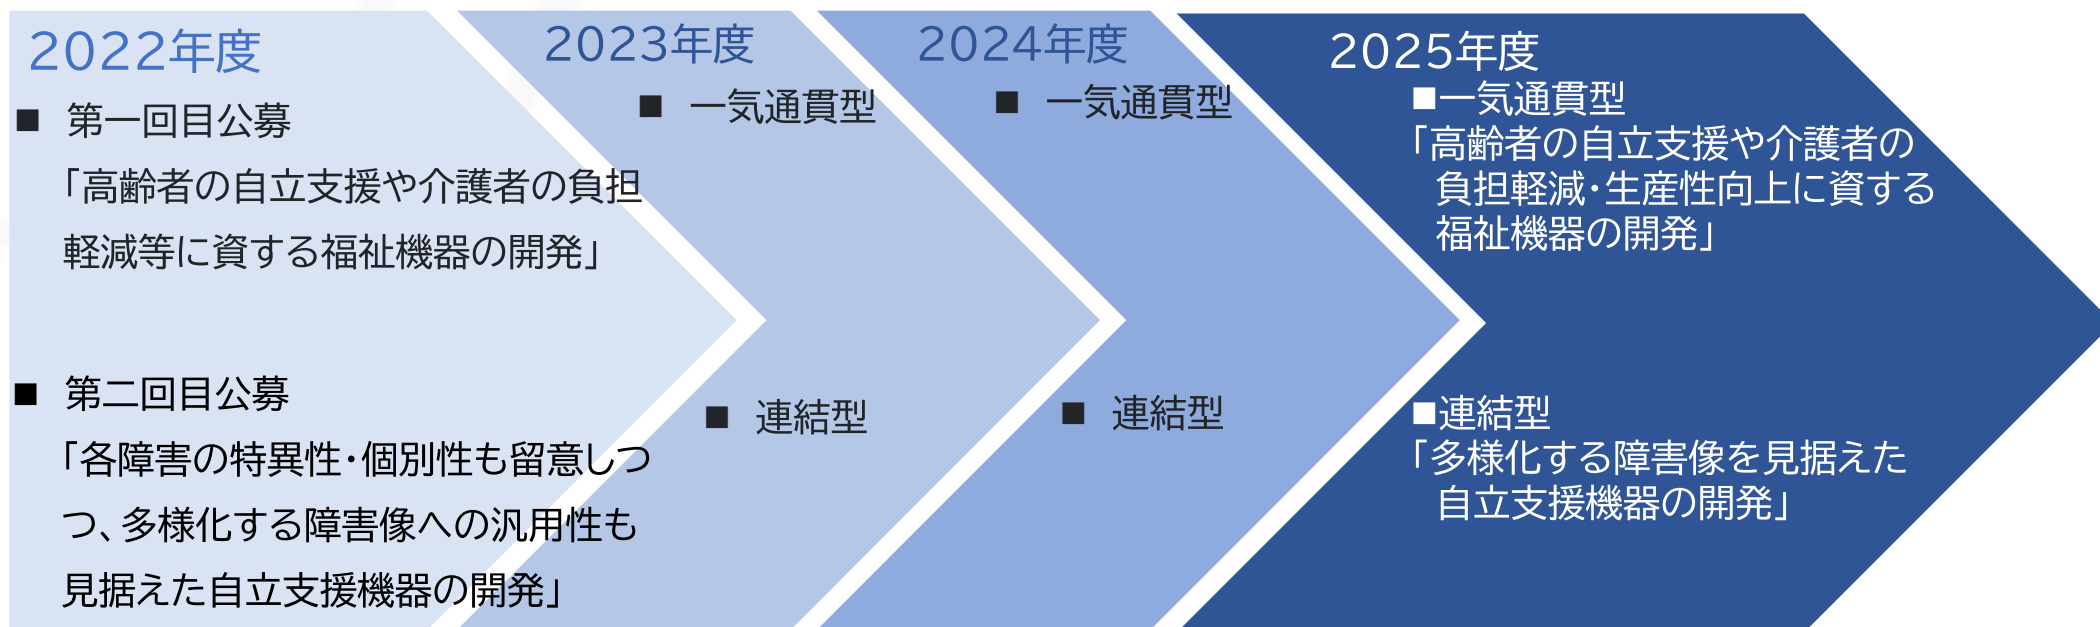 2022年度
■ 第一回目公募
「高齢者の自立支援や介護者の負担
軽減等に資する福祉機器の開発」
■ 第二回目公募
「各障害の特異性・個別性も留意しつ
つ、多様化する障害像への汎用性も
見据えた自立支援機器の開発」
2023年度
■ 一気通貫型
■ 連結型
2024年度
■ 一気通貫型
■ 連結型
2025年度
■一気通貫型
「高齢者の自立支援や介護者の
負担軽減・生産性向上に資する
福祉機器の開発」
■連結型
「多様化する障害像を見据えた
自立支援機器の開発」